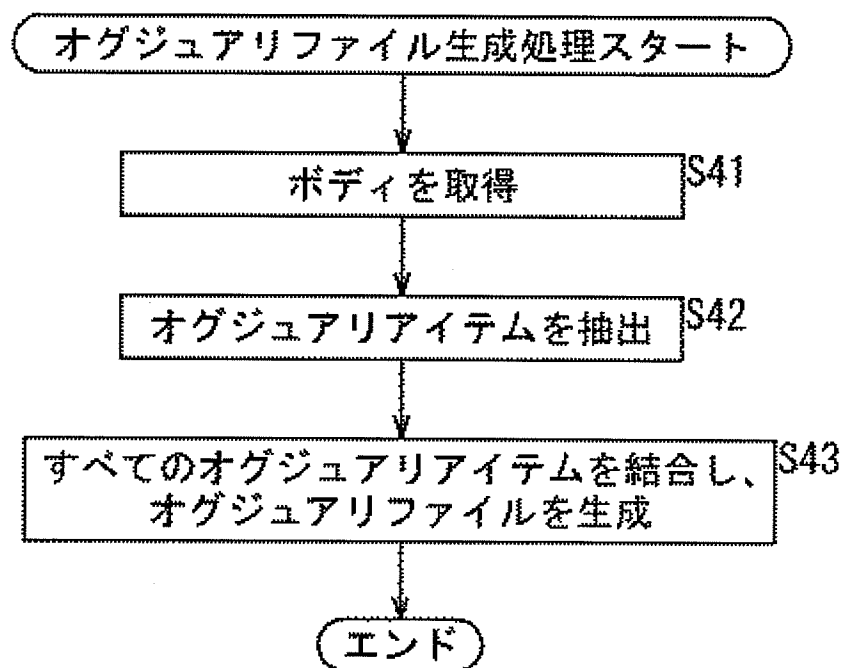 オグジュアリファイル生成処理スタート
ボディを取得
S41
オグジュアリアイテムを抽出
S42
すべてのオグジュアリアイテムを結合し、
オグジュアリファイルを生成
S43
エンド